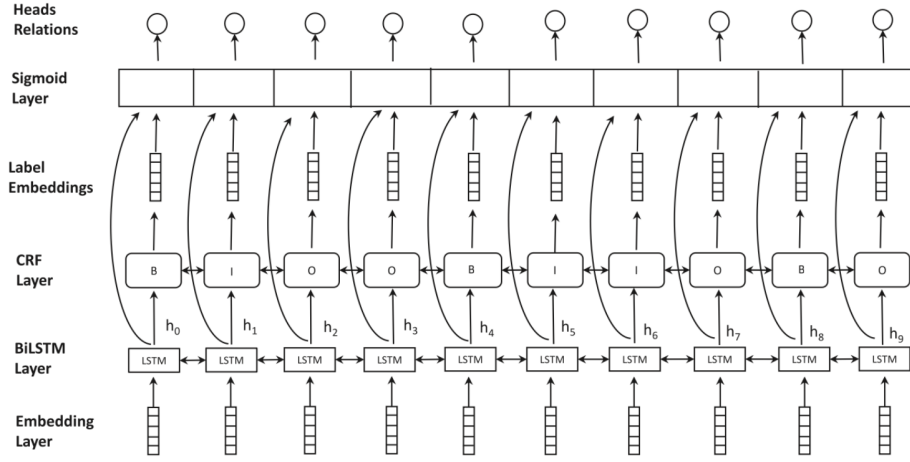 Heads
Relations
Sigmoid
Layer
Label
Embeddings
CRF
Layer
B I O O B I I O B O
h0 h1 h2 h3 h4 h5 h6 h7 h8 h9
BiLSTM
Layer
LSTM LSTM LSTM LSTM LSTM LSTM LSTM LSTM LSTM LSTM
Embedding
Layer